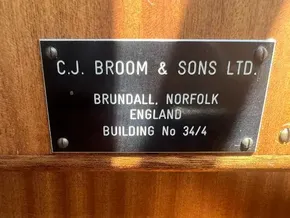 C.J. BROOM & SONS LTD.
BRUNDALL, NORFOLK
ENGLAND
BUILDING No 34/4